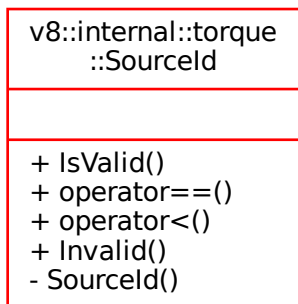 v8::internal::torque
::SourceId
+ IsValid()
+ operator==()
+ operator<()
+ Invalid()
- SourceId()